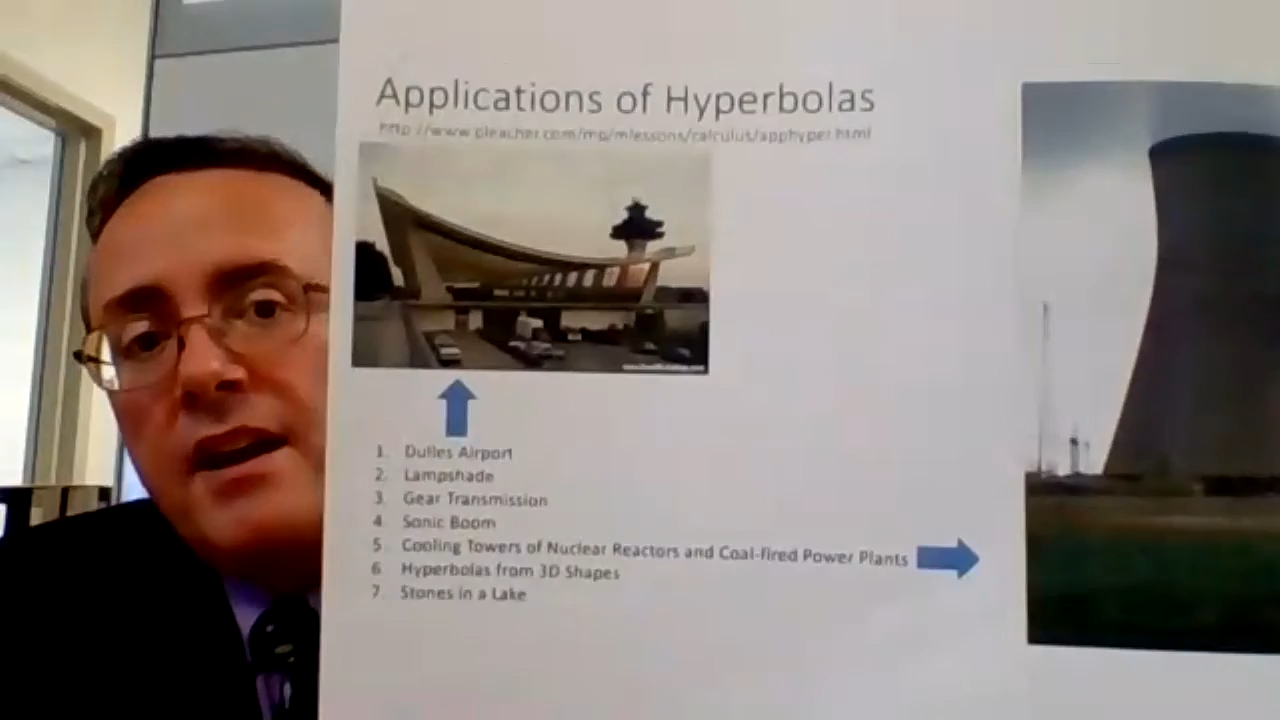 Applications of Hyperbolas
http://www.pleacher.com/mp/mlessons/calculus/apphyper.html
1. Dulles Airport
2. Lampshade
3. Gear Transmission
4. Sonic Boom
5. Cooling Towers of Nuclear Reactors and Coal-fired Power Plants
6. Hyperbolas from 3D Shapes
7. Stones in a Lake